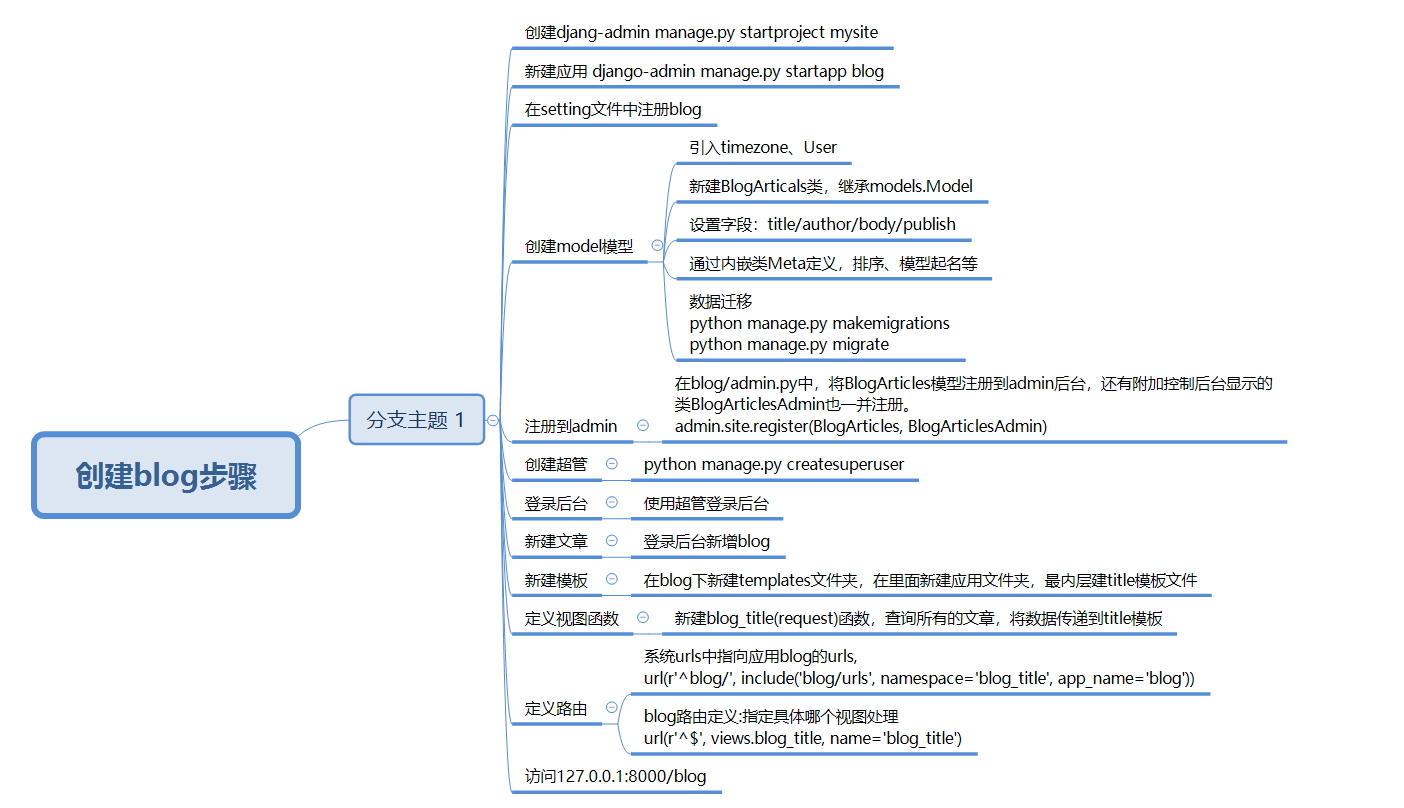 创建blog步骤
分支主题 1
创建djang-admin manage.py startproject mysite
新建应用 django-admin manage.py startapp blog
在setting文件中注册blog
创建model模型
引入timezone、User
新建BlogArticals类，继承models.Model
设置字段：title/author/body/publish
通过内嵌类Meta定义，排序、模型起名等
数据迁移
python manage.py makemigrations
python manage.py migrate
注册到admin
在blog/admin.py中，将BlogArticles模型注册到admin后台，还有附加控制后台显示的
类BlogArticlesAdmin也一并注册。
admin.site.register(BlogArticles, BlogArticlesAdmin)
创建超管
python manage.py createsuperuser
登录后台
使用超管登录后台
新建文章
登录后台新增blog
新建模板
在blog下新建templates文件夹，在里面新建应用文件夹，最内层建title模板文件
定义视图函数
新建blog_title(request)函数，查询所有的文章，将数据传递到title模板
定义路由
系统urls中指向应用blog的urls,
url(r'^blog/', include('blog/urls', namespace='blog_title', app_name='blog'))
blog路由定义:指定具体哪个视图处理
url(r'^$', views.blog_title, name='blog_title')
访问127.0.0.1:8000/blog